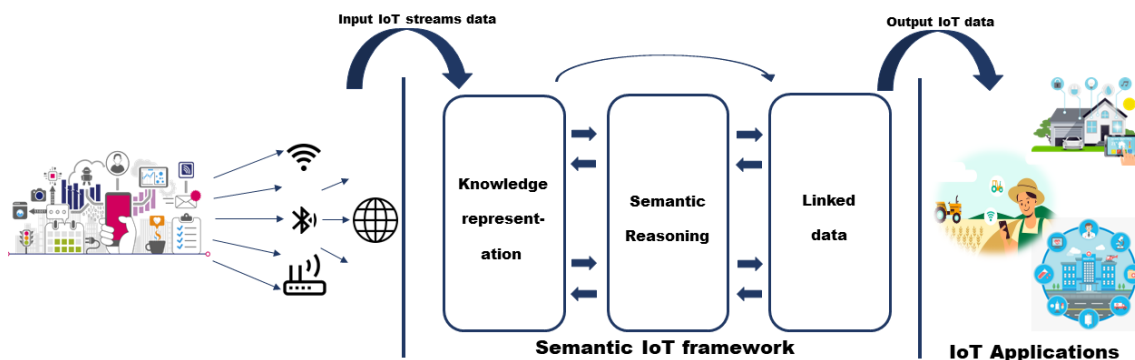 Input IoT streams data
Output IoT data
Knowledge
represent-
ation
Semantic
Reasoning
Linked
data
Semantic IoT framework
IoT Applications